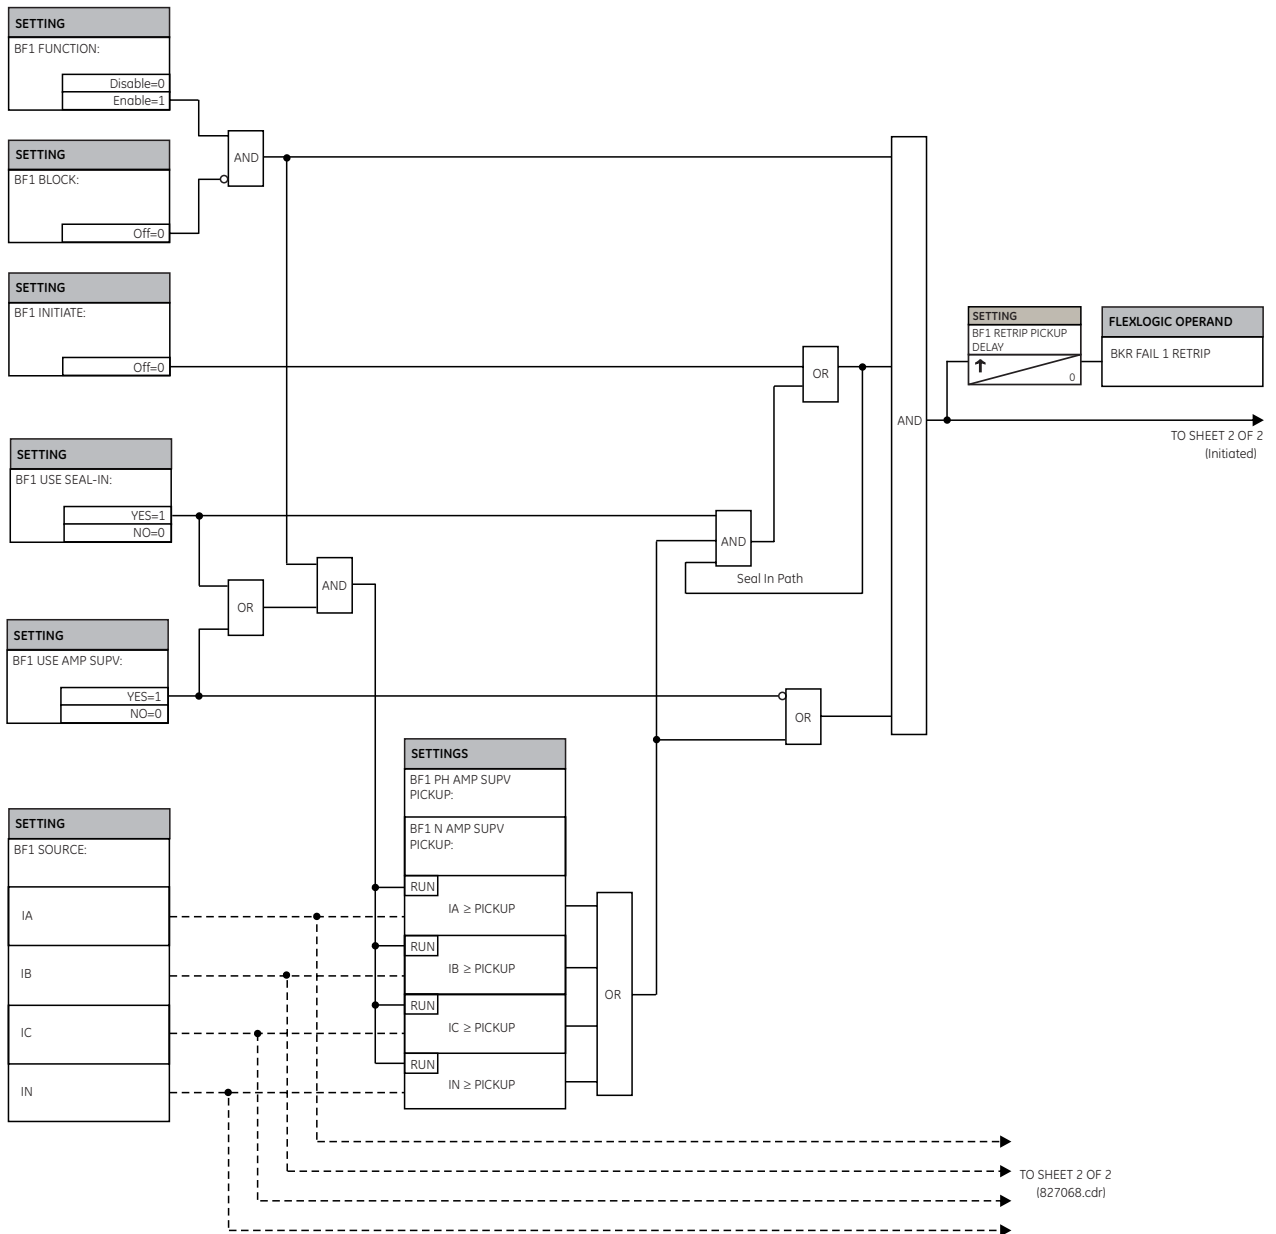 SETTING
BF1 FUNCTION:
Disable=0
Enable=1
AND
SETTING
BF1 BLOCK:
Off=0
SETTING
BF1 INITIATE:
Off=0
OR
AND
SETTING
BF1 RETRIP PICKUP
DELAY
0
FLEXLOGIC OPERAND
BKR FAIL 1 RETRIP
TO SHEET 2 OF 2
(Initiated)
SETTING
BF1 USE SEAL-IN:
YES=1
NO=0
AND
Seal In Path
OR
AND
SETTING
BF1 USE AMP SUPV:
YES=1
NO=0
OR
SETTINGS
BF1 PH AMP SUPV
PICKUP:
BF1 N AMP SUPV
PICKUP:
SETTING
BF1 SOURCE:
IA
IB
IC
IN
RUN
IA ≥ PICKUP
RUN
IB ≥ PICKUP
RUN
IC ≥ PICKUP
RUN
IN ≥ PICKUP
OR
TO SHEET 2 OF 2
(827068.cdr)